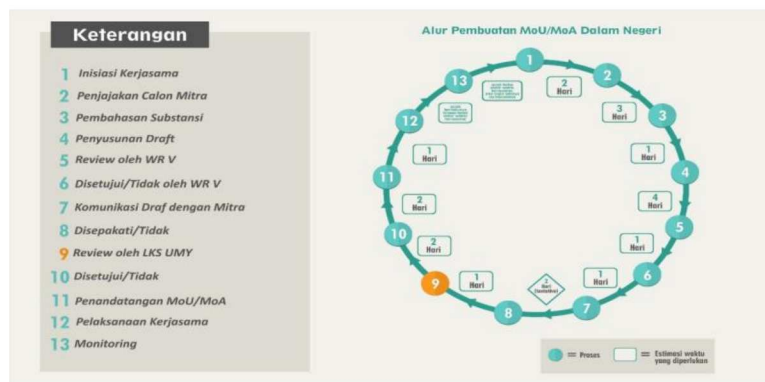 Keterangan
1 Inisiasi Kerjasama
2 Penjajakan Calon Mitra
3 Pembahasan Substansi
4 Penyusunan Draft
5 Review oleh WR V
6 Disetujui/Tidak oleh WR V
7 Komunikasi Draf dengan Mitra
8 Disepakati/Tidak
9 Review oleh LKS UMY
10 Disetujui/Tidak
11 Penandatangan MoU/MoA
12 Pelaksanaan Kerjasama
13 Monitoring
Alur Pembuatan MoU/MoA Dalam Negeri
1
2
Hari
2
3
Hari
3
1
Hari
4
4
Hari
5
1
Hari
6
1
Hari
7
Hari
8
1
Hari
9
2
Hari
10
2
Hari
11
1
Hari
12
13
= Proses
= Estimasi waktu
yang diperlukan